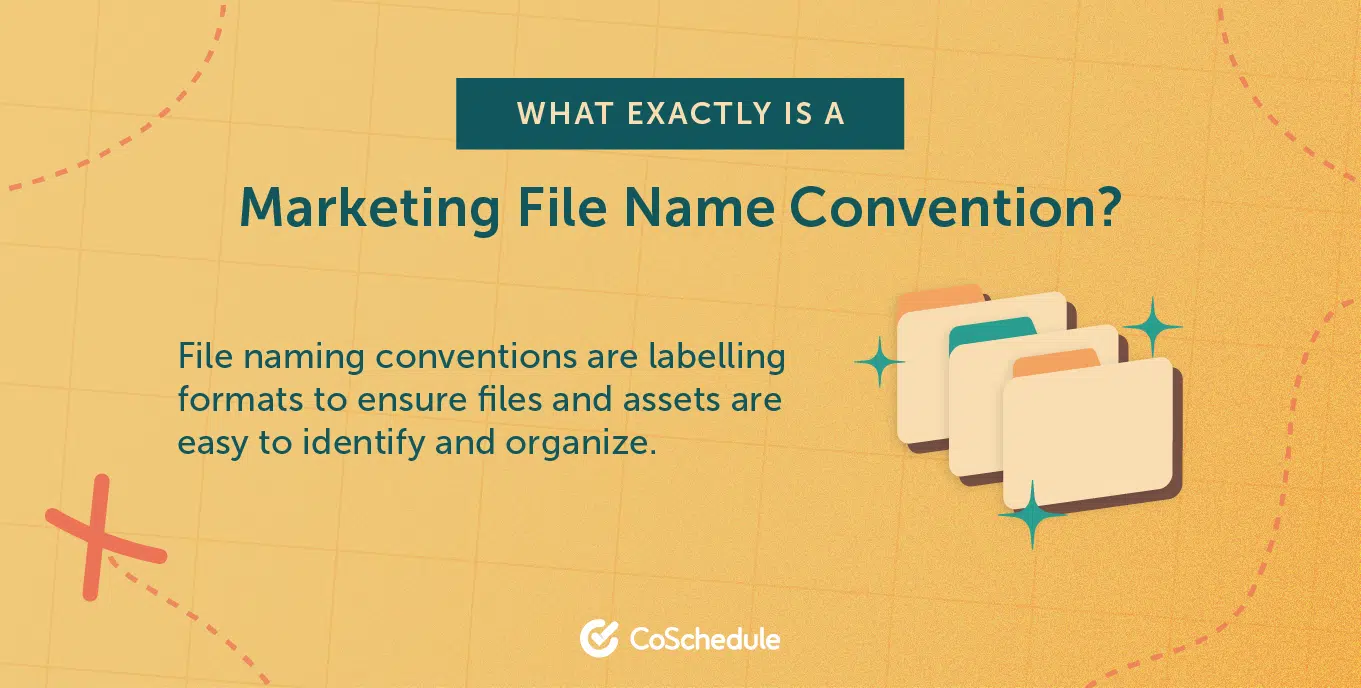 WHAT EXACTLY IS A
Marketing File Name Convention?
File naming conventions are labelling
formats to ensure files and assets are
easy to identify and organize.
CoSchedule